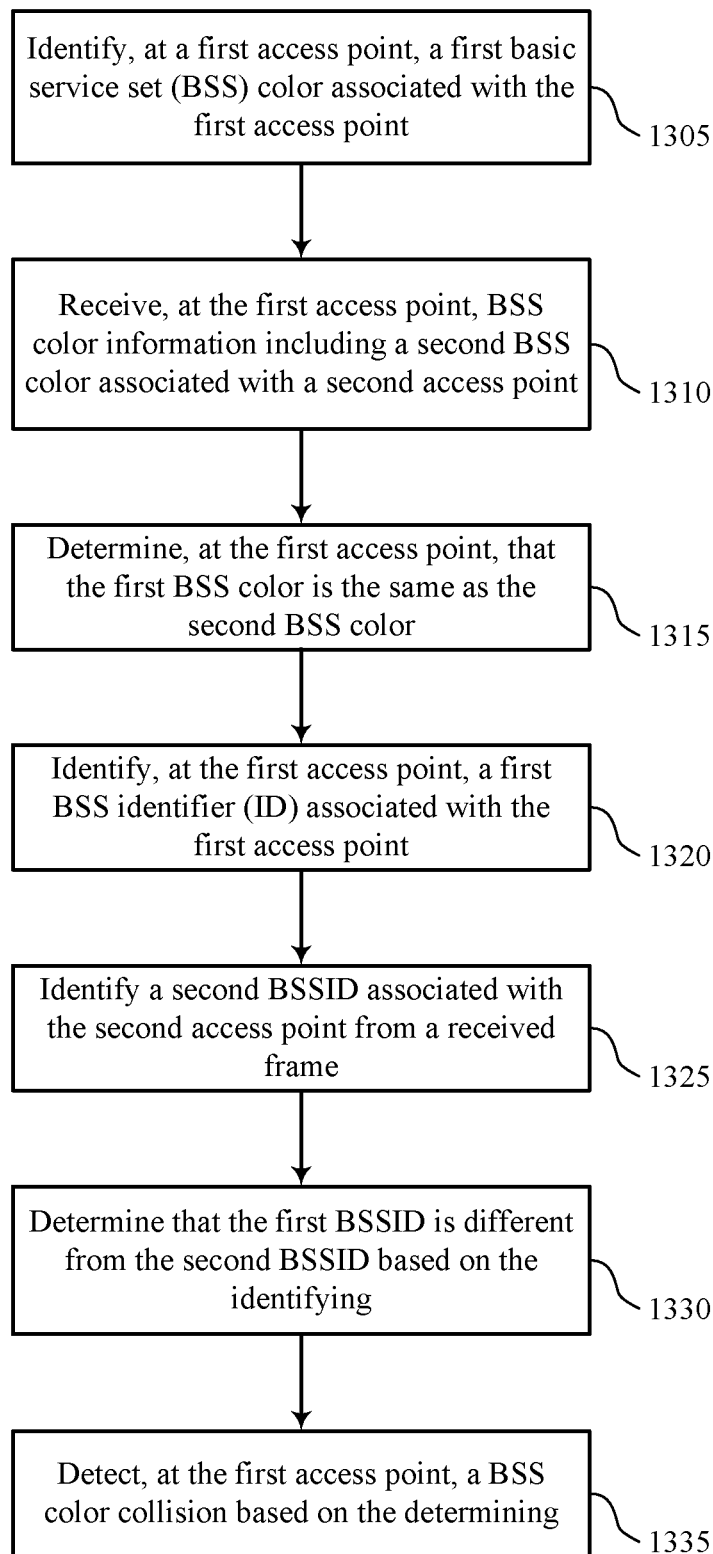 Identify, at a first access point, a first basic
service set (BSS) color associated with the
first access point
1305
Receive, at the first access point, BSS
color information including a second BSS
color associated with a second access point
1310
Determine, at the first access point, that
the first BSS color is the same as the
second BSS color
1315
Identify, at the first access point, a first
BSS identifier (ID) associated with the
first access point
1320
Identify a second BSSID associated with
the second access point from a received
frame
1325
Determine that the first BSSID is different
from the second BSSID based on the
identifying
1330
Detect, at the first access point, a BSS
color collision based on the determining
1335